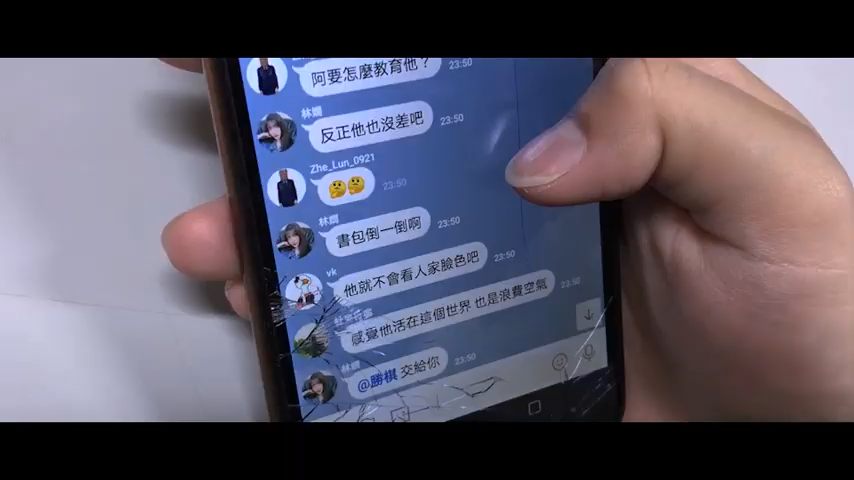 阿要怎麼教育他？
23:50
林嫺
反正他也沒差吧
23:50
Zhe_Lun_0921
23:50
林嫺
書包倒一倒啊
23:50
vk
他就不會看人家臉色吧
23:50
感覺他活在這個世界 也是浪費空氣
23:50
@勝棋 交給你
23:50